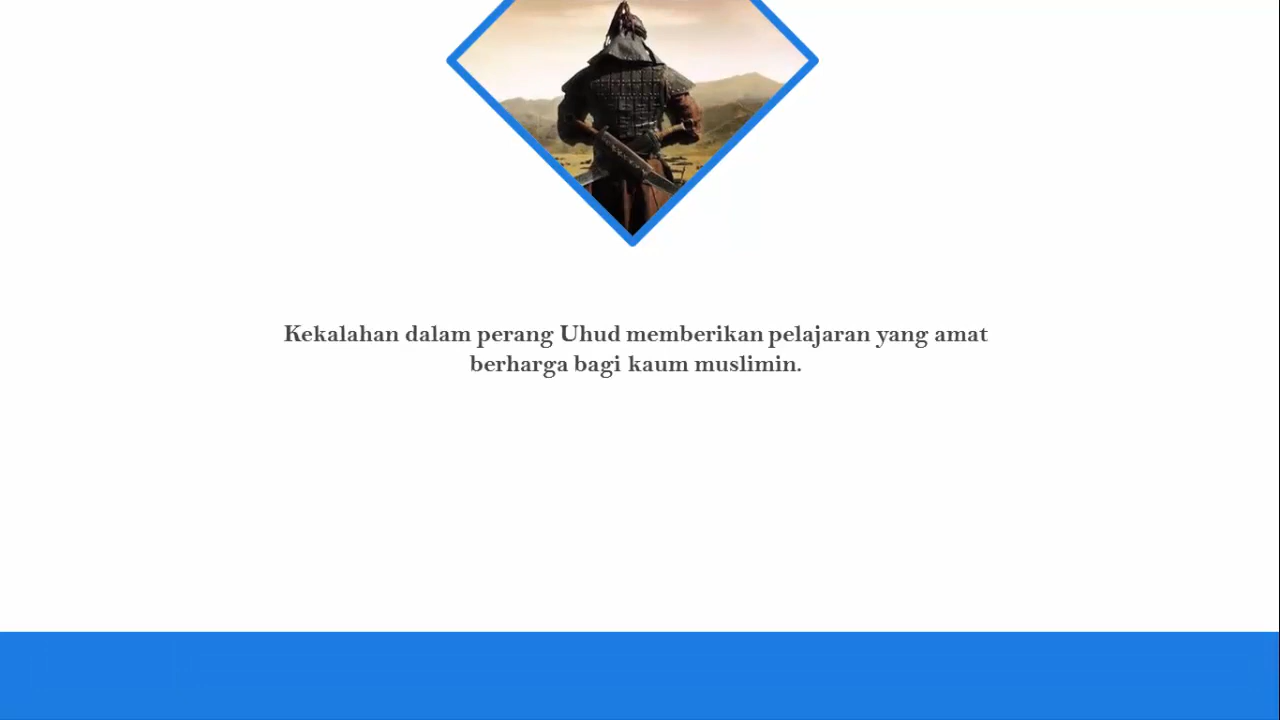 Kekalahan dalam perang Uhud memberikan pelajaran yang amat
berharga bagi kaum muslimin.